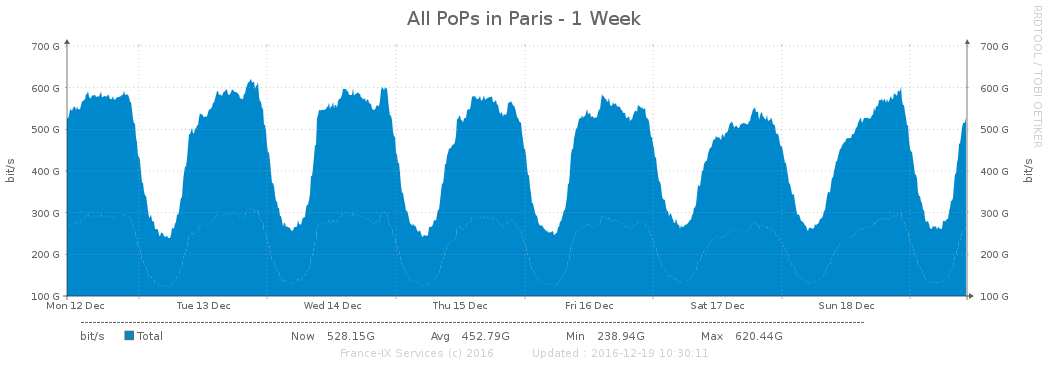 All PoPs in Paris - 1 Week
RRDTOOL / TOBI OETIKER
700 G 700 G
600 G 600 G
500 G 500 G
400 G 400 G
300 G 300 G
200 G 200 G
100 G 100 G
bit/s bit/s
Mon 12 Dec Tue 13 Dec Wed 14 Dec Thu 15 Dec Fri 16 Dec Sat 17 Dec Sun 18 Dec
bit/s Total Now 528.15G Avg 452.79G Min 238.94G Max 620.44G
France-IX Services (c) 2016 Updated : 2016-12-19 10:30:11